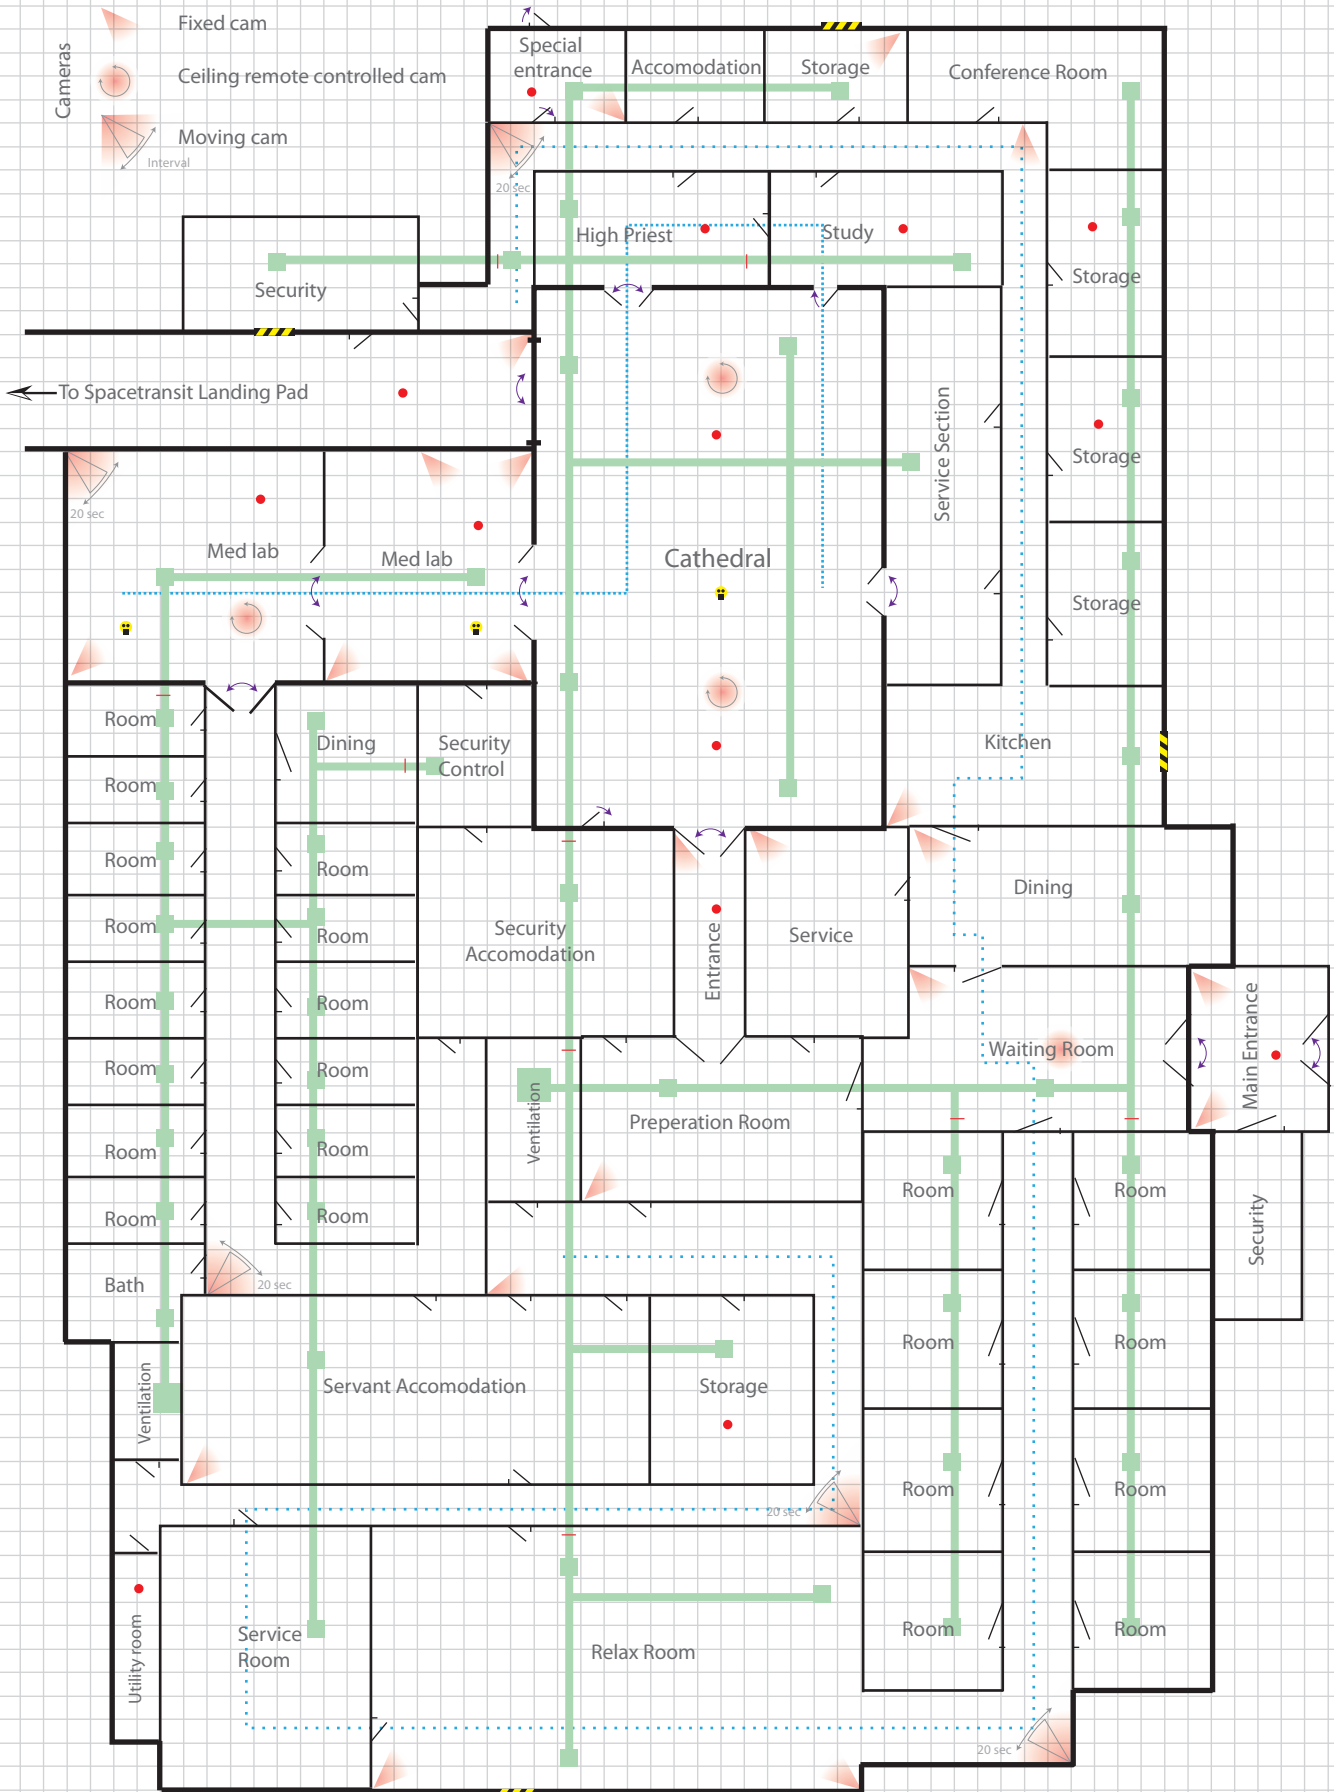 Cameras
Fixed cam
Ceiling remote controlled cam
Moving cam
Interval
Special
entrance
Accomodation
Storage
Conference Room
20 sec
High Priest
Study
Storage
Security
To Spacetransit Landing Pad
Service Section
Storage
20 sec
Med lab
Med lab
Cathedral
Storage
Room
Dining
Security
Control
Kitchen
Room
Room
Room
Dining
Room
Room
Security
Accomodation
Entrance
Service
Room
Room
Waiting Room
Main Entrance
Room
Room
Ventilation
Preperation Room
Room
Room
Room
Room
Security
Room
Room
Bath
20 sec
Room
Room
Ventilation
Servant Accomodation
Storage
Room
Room
20 sec
Utility room
Service
Room
Relax Room
Room
Room
20 sec